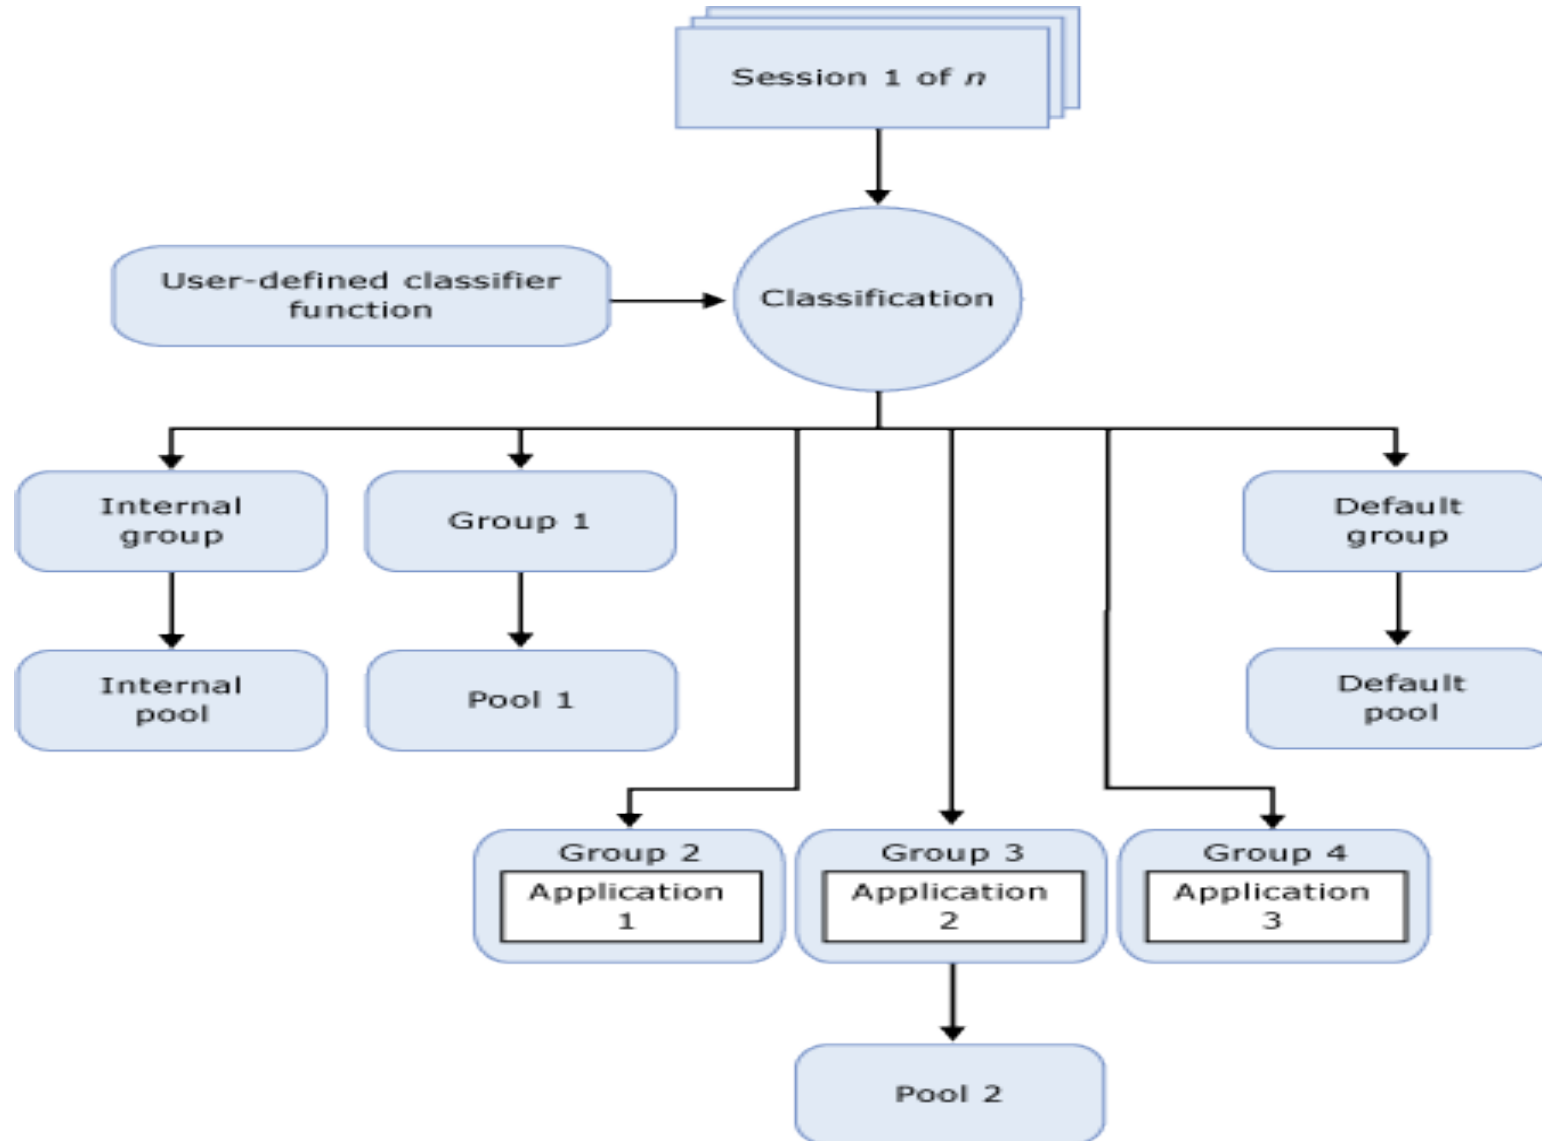 Session 1 of n
User-defined classifier
function
Classification
Internal
group
Group 1
Default
group
Internal
pool
Pool 1
Default
pool
Group 2
Application
1
Group 3
Application
2
Group 4
Application
3
Pool 2